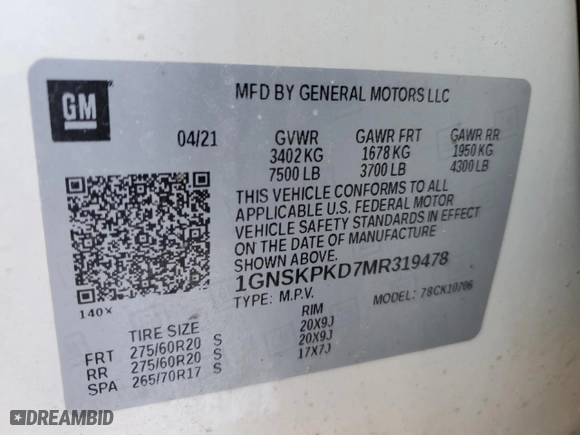 GM
MFD BY GENERAL MOTORS LLC
04/21 GVWR GAWR FRT GAWR RR
3402 KG 1678 KG 1950 KG
7500 LB 3700 LB 4300 LB
THIS VEHICLE CONFORMS TO ALL
APPLICABLE U.S. FEDERAL MOTOR
VEHICLE SAFETY STANDARDS IN EFFECT
ON THE DATE OF MANUFACTURE
SHOWN ABOVE.
1GNSKPKD7MR319478
140X TYPE: M.P.V. MODEL: 78CK10706
TIRE SIZE RIM
FRT 275/60R20 S 20X9J
RR 275/60R20 S 20X9J
SPA 265/70R17 S 17X7J
DREAMBID